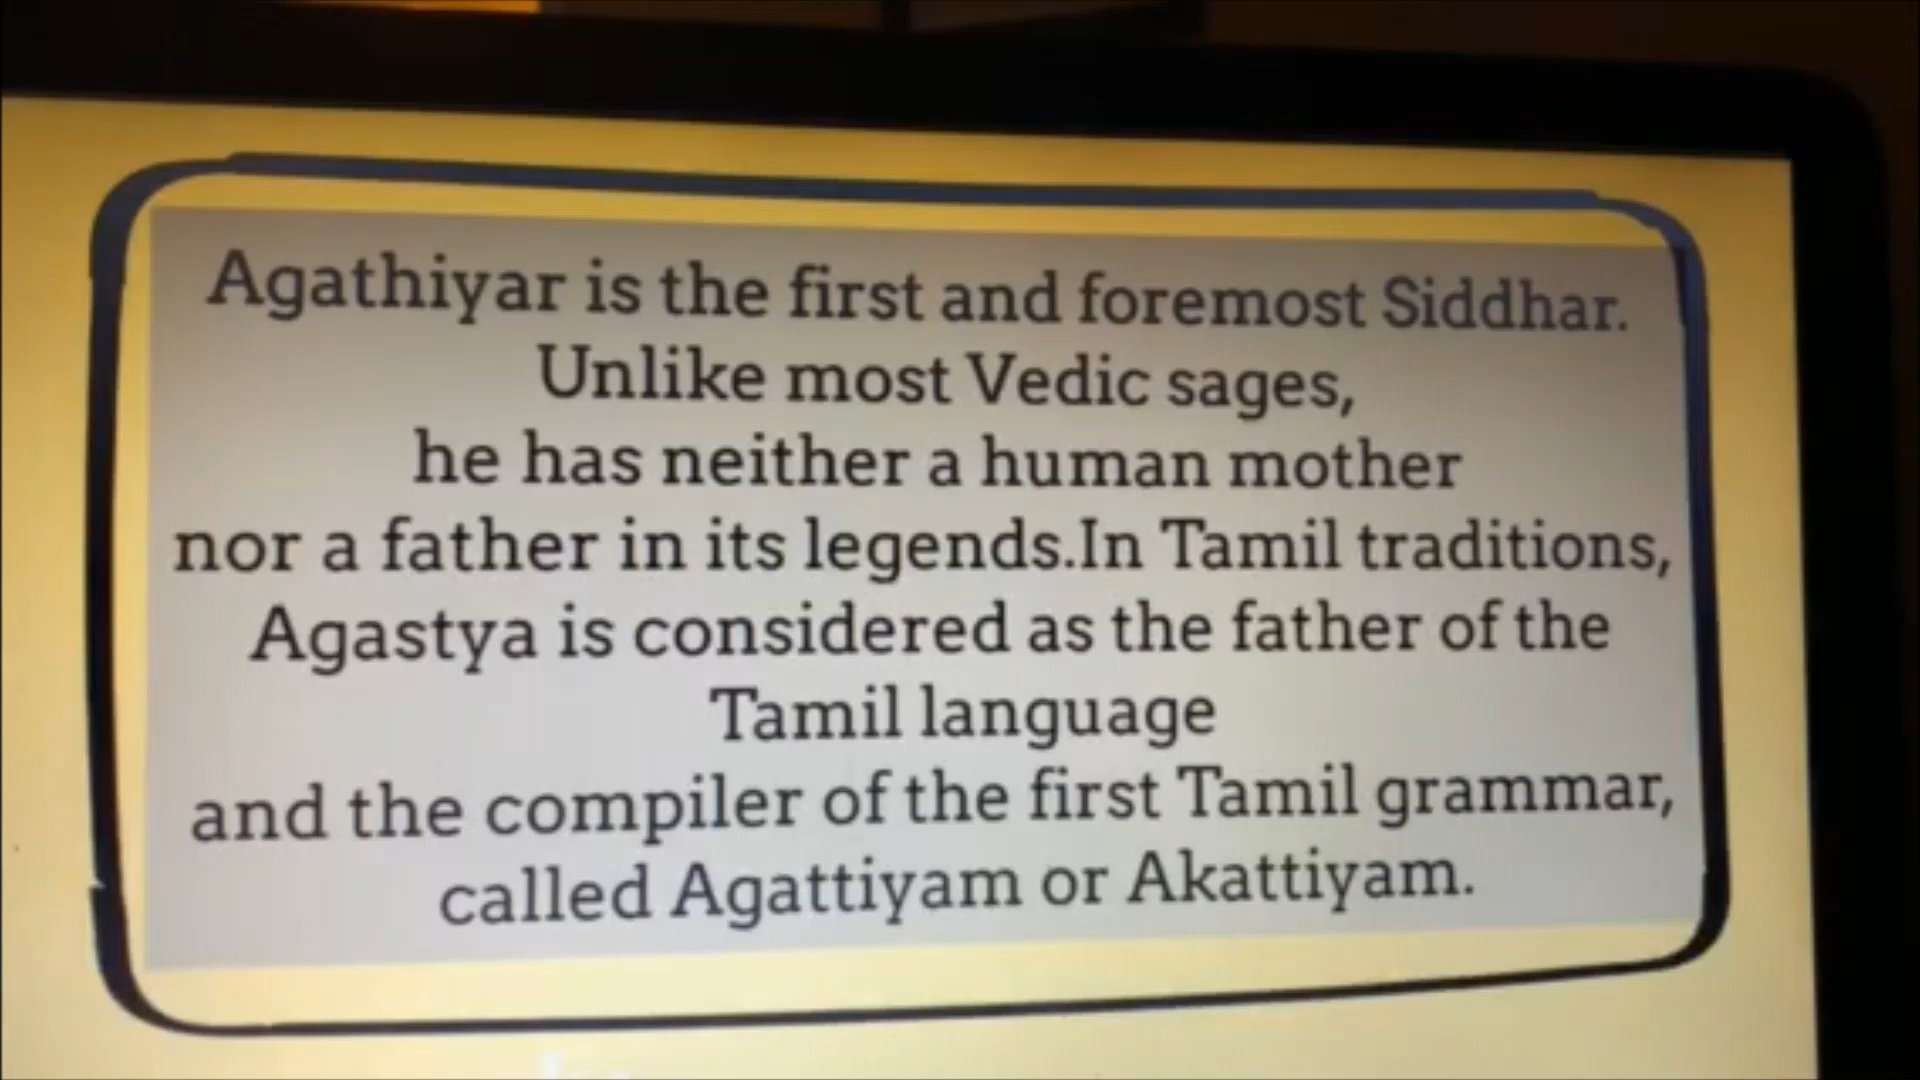 Agathiyar is the first and foremost Siddhar.
Unlike most Vedic sages,
he has neither a human mother
nor a father in its legends.In Tamil traditions,
Agastya is considered as the father of the
Tamil language
and the compiler of the first Tamil grammar,
called Agattiyam or Akattiyam.